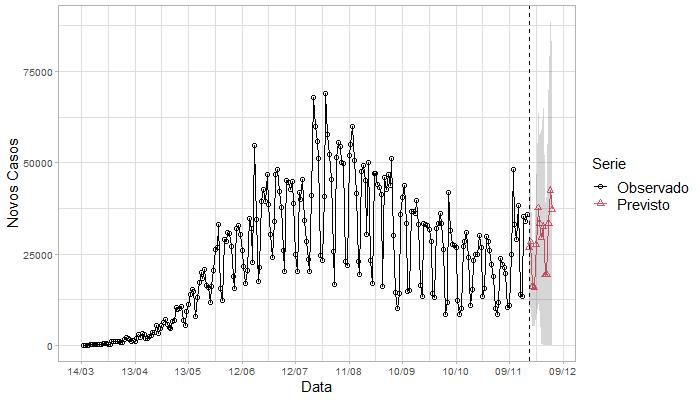 Novos Casos
75000
50000
25000
0
14/03 13/04 13/05 12/06 12/07 11/08 10/09 10/10 09/11 09/12
Data
Serie
Observado
Previsto